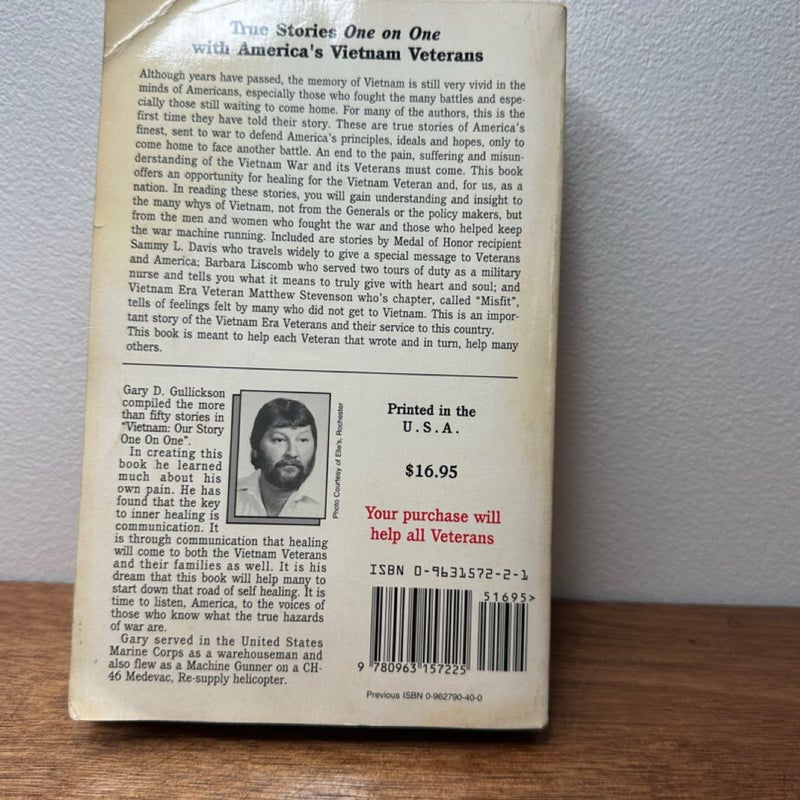 True Stories One on One
with America's Vietnam Veterans
Although years have passed, the memory of Vietnam is still very vivid in the
minds of Americans, especially those who fought the many battles and espe-
cially those still waiting to come home. For many of the authors, this is the
first time they have told their story. These are true stories of America's
finest, sent to war to defend America's principles, ideals and hopes, only to
come home to face another battle. An end to the pain, suffering and misun-
derstanding of the Vietnam War and its Veterans must come. This book
offers an opportunity for healing for the Vietnam Veteran and, for us, as a
nation. In reading these stories, you will gain understanding and insight to
the many whys of Vietnam, not from the Generals or the policy makers, but
from the men and women who fought the war and those who helped keep
the war machine running. Included are stories by Medal of Honor recipient
Sammy L. Davis who travels widely to give a special message to Veterans
and America; Barbara Liscomb who served two tours of duty as a military
nurse and tells you what it means to truly give with heart and soul; and
Vietnam Era Veteran Matthew Stevenson who's chapter, called "Misfit",
tells of feelings felt by many who did not get to Vietnam. This is an impor-
tant story of the Vietnam Era Veterans and their service to this country.
This book is meant to help each Veteran that wrote and in turn, help many
others.
Gary D. Gullickson
compiled the more
than fifty stories in
"Vietnam: Our Story
One On One".
In creating this
book he learned
much about his
own pain. He has
found that the key
to inner healing is
communication. It
is through communication that healing
will come to both the Vietnam Veterans
and their families as well. It is his
dream that this book will help many to
start down that road of self healing. It is
time to listen, America, to the voices of
those who know what the true hazards
of war are.
Gary served in the United States
Marine Corps as a warehouseman and
also flew as a Machine Gunner on a CH-
46 Medevac, Re-supply helicopter.
Photo Courtesy of Elle's, Rochester
Printed in the
U.S.A.
$16.95
Your purchase will
help all Veterans
ISBN 0-9631572-2-1
51695>
9 780963 157225
Previous ISBN 0-962790-40-0